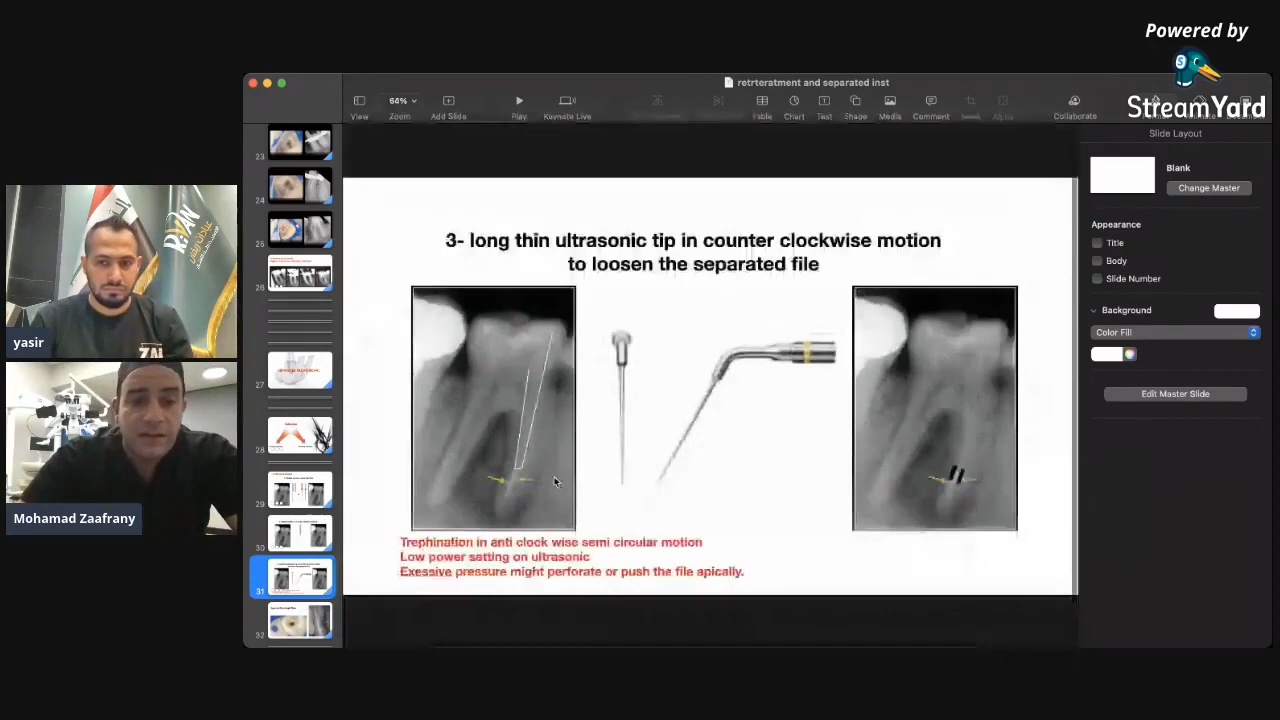 Powered by
StreamYard
retrteratment and separated inst
64%
View
Zoom
Add Slide
Play
Keynote Live
Table
Chart
Text
Shape
Media
Comment
Collaborate
Slide Layout
Blank
Change Master
Appearance
Title
Body
Slide Number
Background
Color Fill
Edit Master Slide
23
24
25
26
27
28
29
30
31
32
3- long thin ultrasonic tip in counter clockwise motion
to loosen the separated file
Trephination in anti clock wise semi circular motion
Low power setting on ultrasonic
Exessive pressure might perforate or push the file apically.
yasir
Mohamad Zaafrany